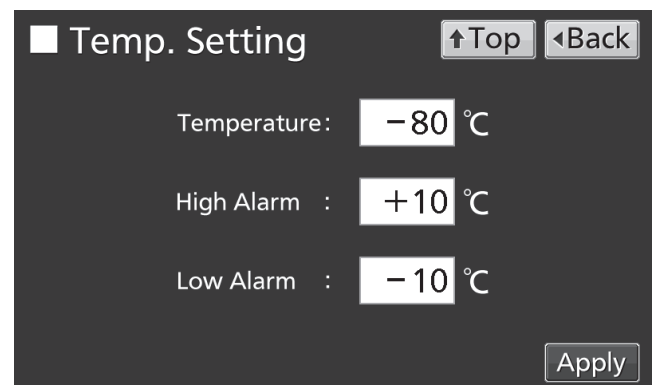 Temp. Setting ↑Top ◂Back
Temperature: −80 ℃
High Alarm : +10 ℃
Low Alarm : −10 ℃
Apply